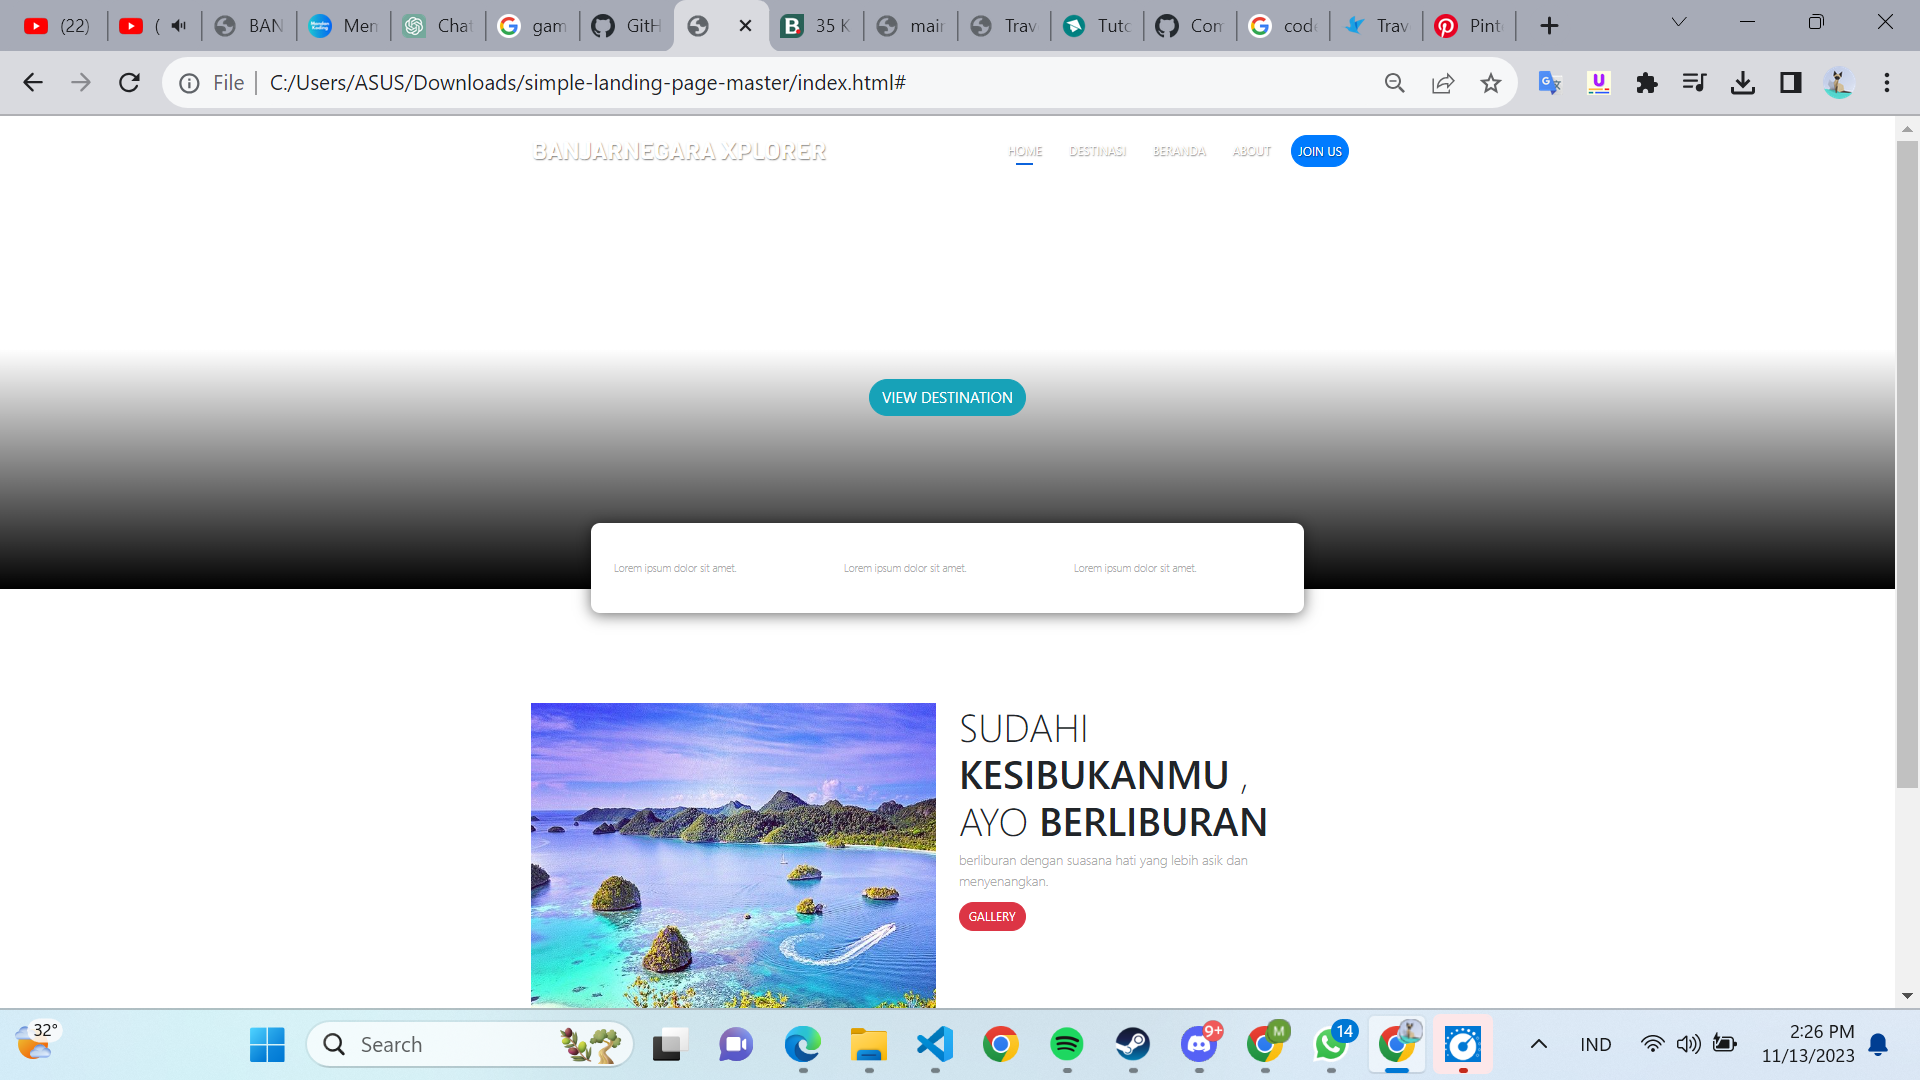 (22)
(
BAN
Men
Chat
gam
GitH
35 K
main
Trav
Tuto
Com
code
Trav
Pinte
File
C:/Users/ASUS/Downloads/simple-landing-page-master/index.html#
BANJARNEGARA XPLORER
HOME
DESTINASI
BERANDA
ABOUT
JOIN US
VIEW DESTINATION
Lorem ipsum dolor sit amet.
Lorem ipsum dolor sit amet.
Lorem ipsum dolor sit amet.
SUDAHI
KESIBUKANMU ,
AYO BERLIBURAN
berliburan dengan suasana hati yang lebih asik dan
menyenangkan.
GALLERY
32°
Search
9+
M
14
IND
2:26 PM
11/13/2023